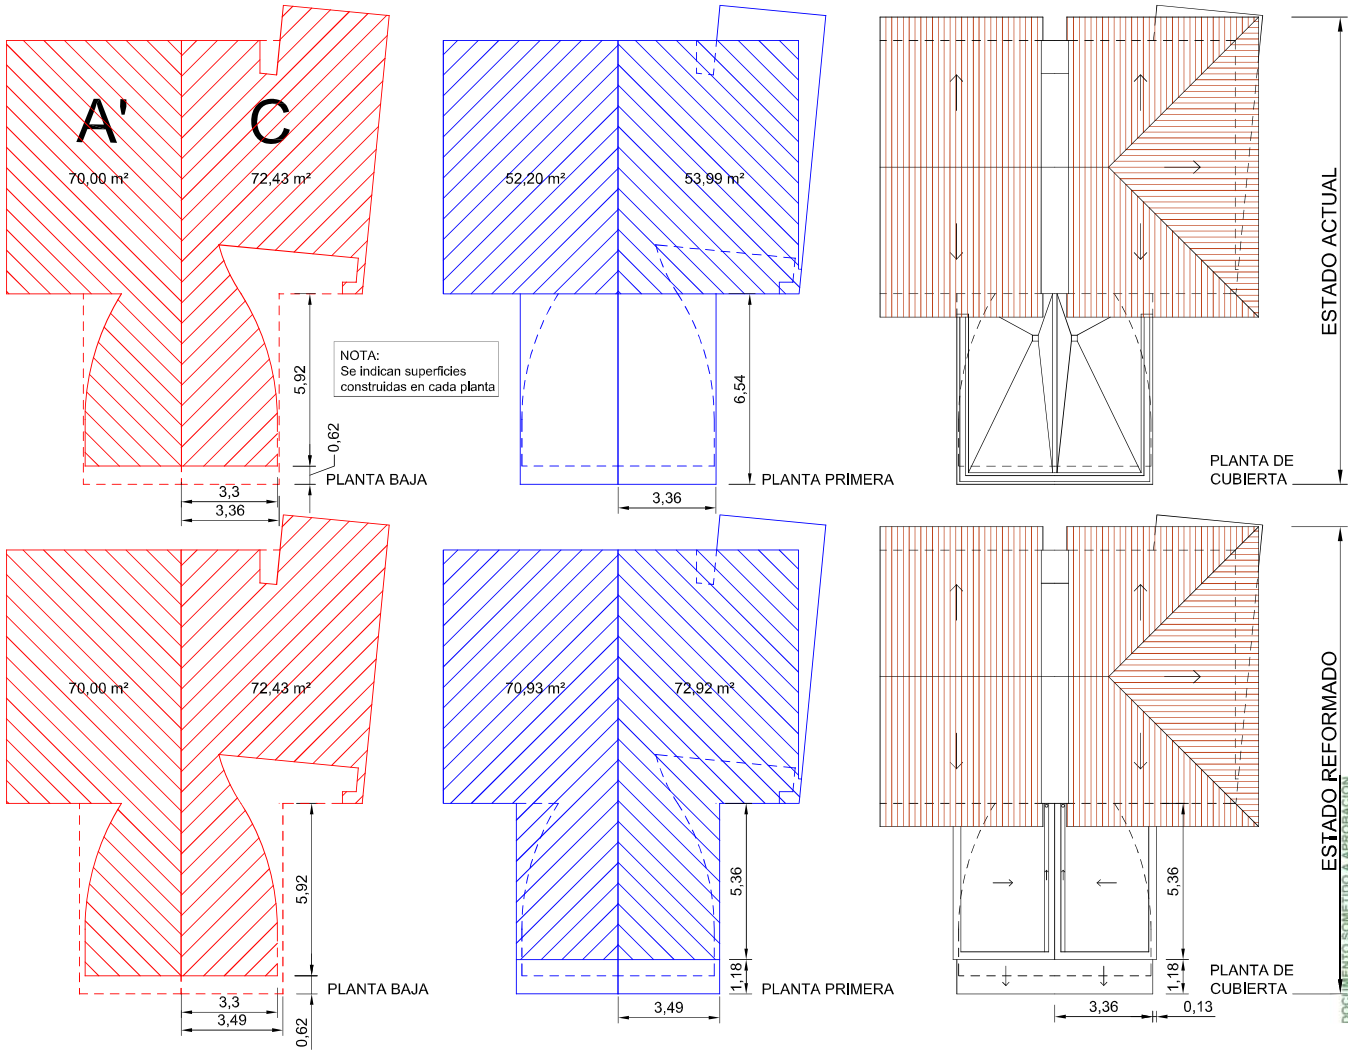 A'
C
70,00 m²
72,43 m²
5,92
0,62
3,3
3,36
PLANTA BAJA
NOTA:
Se indican superficies
construidas en cada planta
52,20 m²
53,99 m²
6,54
3,36
PLANTA PRIMERA
PLANTA DE
CUBIERTA
ESTADO ACTUAL
70,00 m²
72,43 m²
5,92
3,3
3,49
0,62
PLANTA BAJA
70,93 m²
72,92 m²
5,36
1,18
3,49
PLANTA PRIMERA
5,36
1,18
3,36
0,13
PLANTA DE
CUBIERTA
ESTADO REFORMADO
DOCUMENTO SOMETIDO A APROBACIÓN